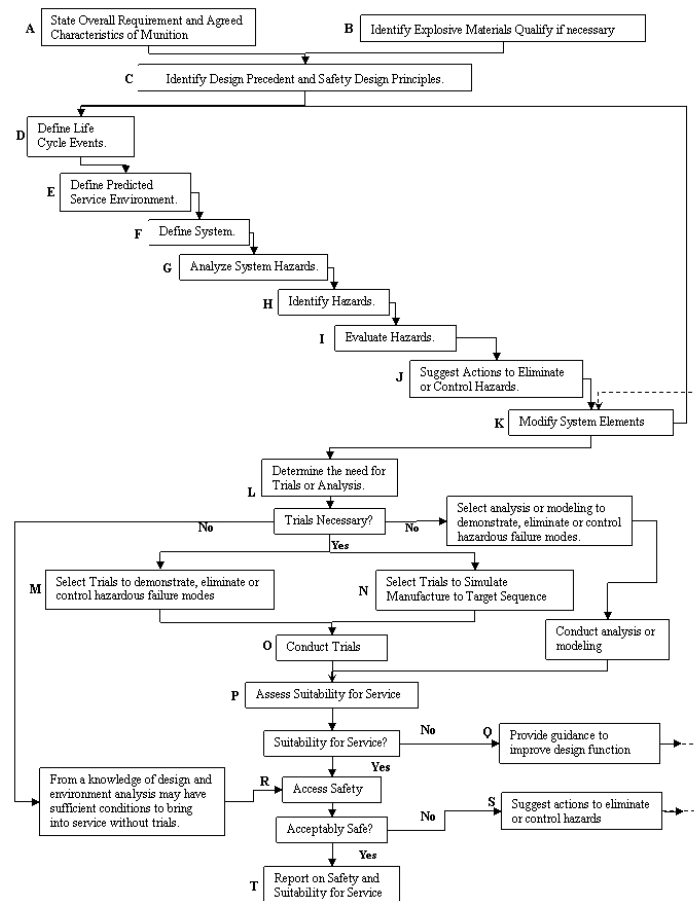 A
State Overall Requirement and Agreed
Characteristics of Munition
B
Identify Explosive Materials Qualify if necessary
C
Identify Design Precedent and Safety Design Principles.
D
Define Life
Cycle Events.
E
Define Predicted
Service Environment.
F
Define System.
G
Analyze System Hazards.
H
Identify Hazards.
I
Evaluate Hazards.
J
Suggest Actions to Eliminate
or Control Hazards.
K
Modify System Elements
L
Determine the need for
Trials or Analysis.
No
Trials Necessary?
No
Select analysis or modeling to
demonstrate, eliminate or control
hazardous failure modes.
Yes
M
Select Trials to demonstrate, eliminate or
control hazardous failure modes
N
Select Trials to Simulate
Manufacture to Target Sequence
O
Conduct Trials
Conduct analysis or
modeling
P
Assess Suitability for Service
Suitability for Service?
No
Q
Provide guidance to
improve design function
Yes
From a knowledge of design and
environment analysis may have
sufficient conditions to bring
into service without trials.
R
Access Safety
S
Suggest actions to eliminate
or control hazards
Acceptably Safe?
No
Yes
T
Report on Safety and
Suitability for Service